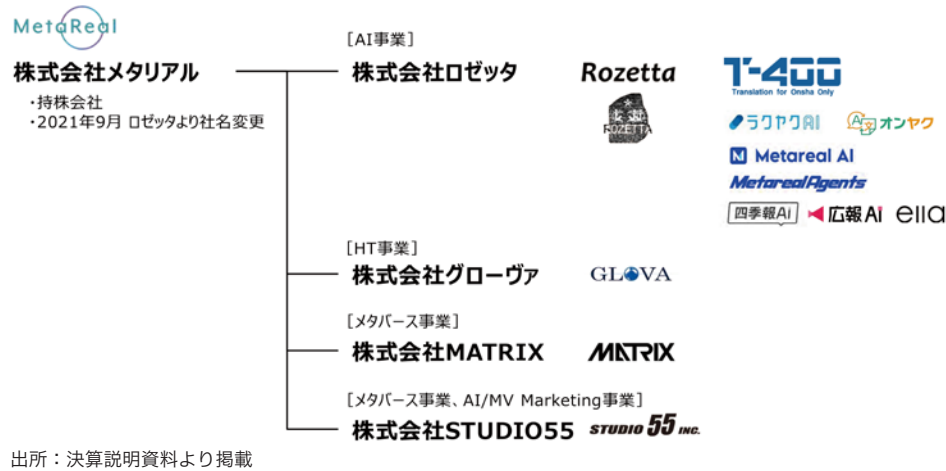 MetaReal
株式会社メタリアル
・持株会社
・2021年9月 ロゼッタより社名変更
[AI事業]
株式会社ロゼッタ
Rozetta
ROZETTA
T-400
Translation for Onsha Only
ラクヤクAI
オンヤク
Metareal AI
MetarealAgents
四季報AI
広報AI
ella
[HT事業]
株式会社グローヴァ
GLOVA
[メタバース事業]
株式会社MATRIX
MATRIX
[メタバース事業、AI/MV Marketing事業]
株式会社STUDIO55
STUDIO 55 INC.
出所：決算説明資料より掲載